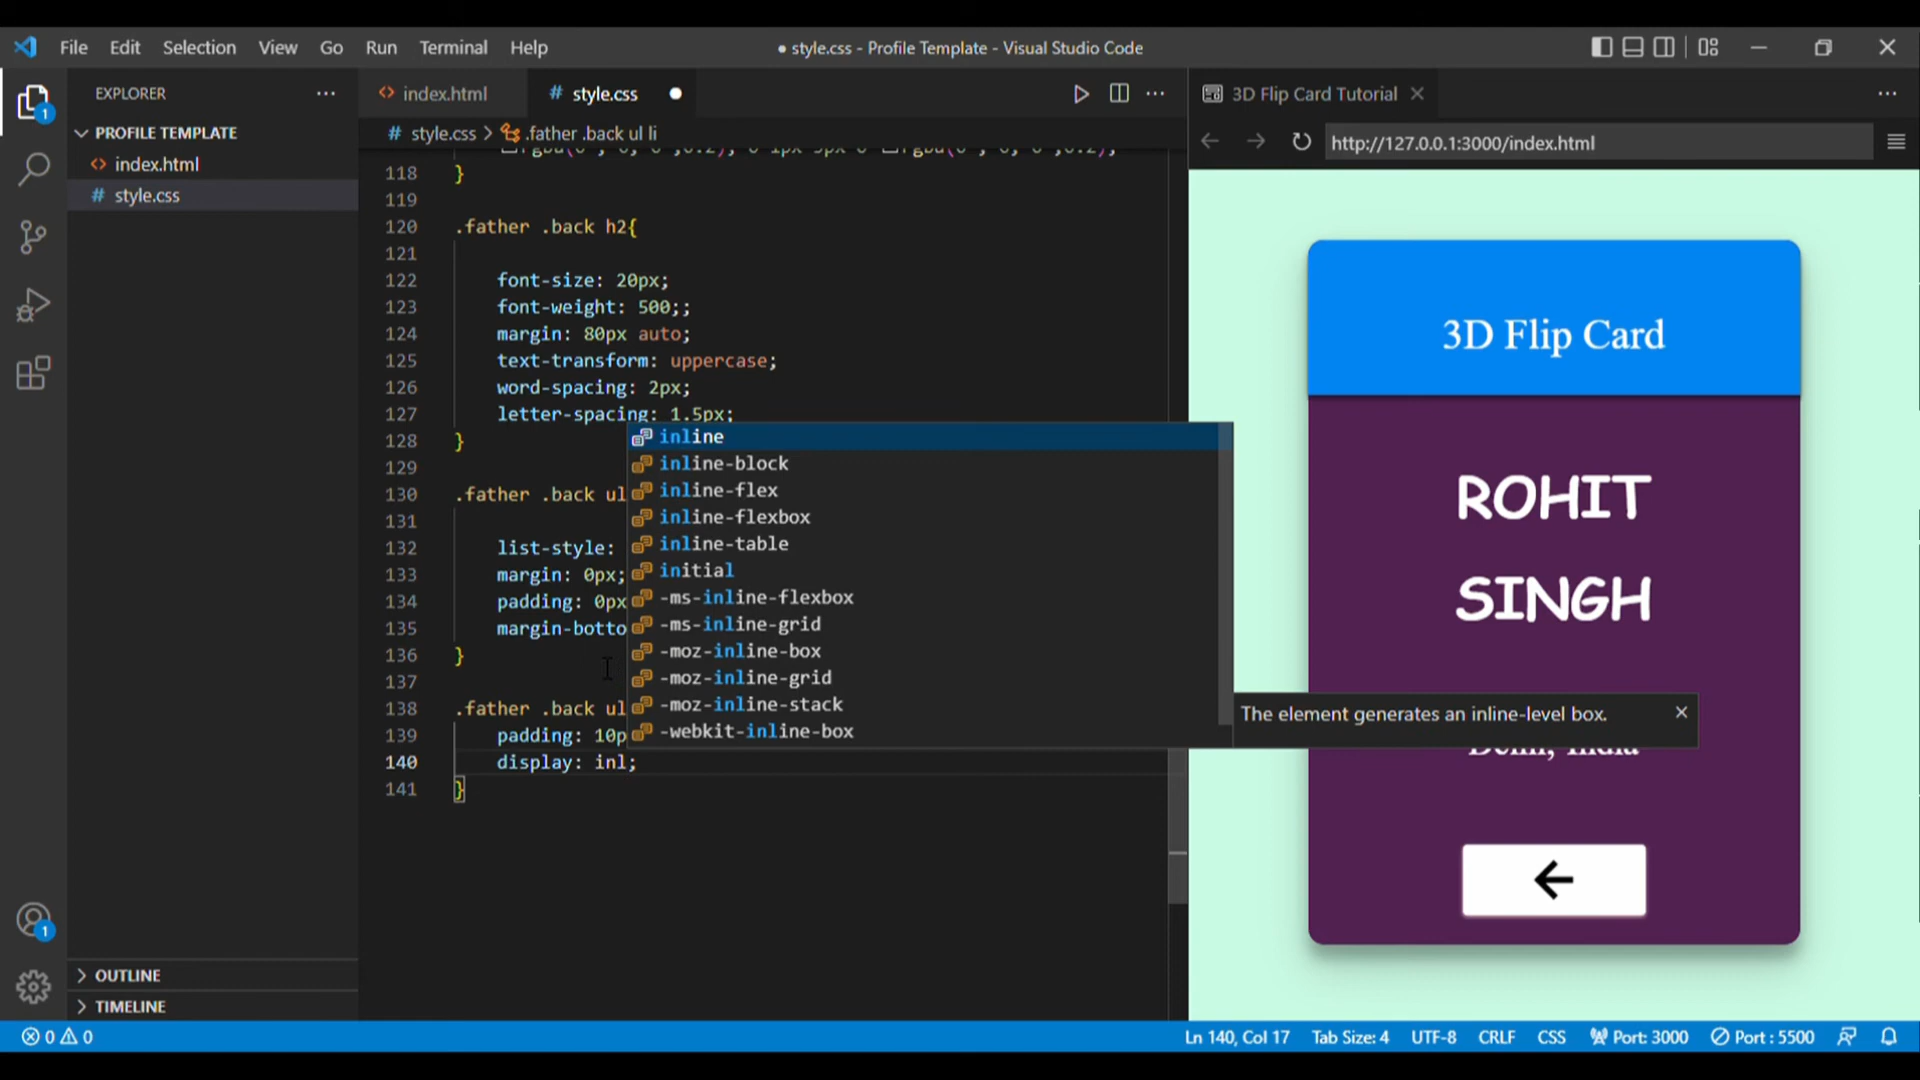 File Edit Selection View Go Run Terminal Help
● style.css - Profile Template - Visual Studio Code
EXPLORER
index.html
# style.css
3D Flip Card Tutorial
PROFILE TEMPLATE
index.html
# style.css
# style.css > .father .back ul li
http://127.0.0.1:3000/index.html
118 }
119
120 .father .back h2{
121
122 font-size: 20px;
123 font-weight: 500;;
124 margin: 80px auto;
125 text-transform: uppercase;
126 word-spacing: 2px;
127 letter-spacing: 1.5px;
128 }
129
130 .father .back ul
131
132 list-style:
133 margin: 0px;
134 padding: 0px
135 margin-botto
136 }
137
138 .father .back ul
139 padding: 10p
140 display: inl;
141 }
inline
inline-block
inline-flex
inline-flexbox
inline-table
initial
-ms-inline-flexbox
-ms-inline-grid
-moz-inline-box
-moz-inline-grid
-moz-inline-stack
-webkit-inline-box
The element generates an inline-level box.
3D Flip Card
ROHIT
SINGH
Delhi, India
OUTLINE
TIMELINE
1
1
0 0
Ln 140, Col 17 Tab Size: 4 UTF-8 CRLF CSS Port: 3000 Port : 5500